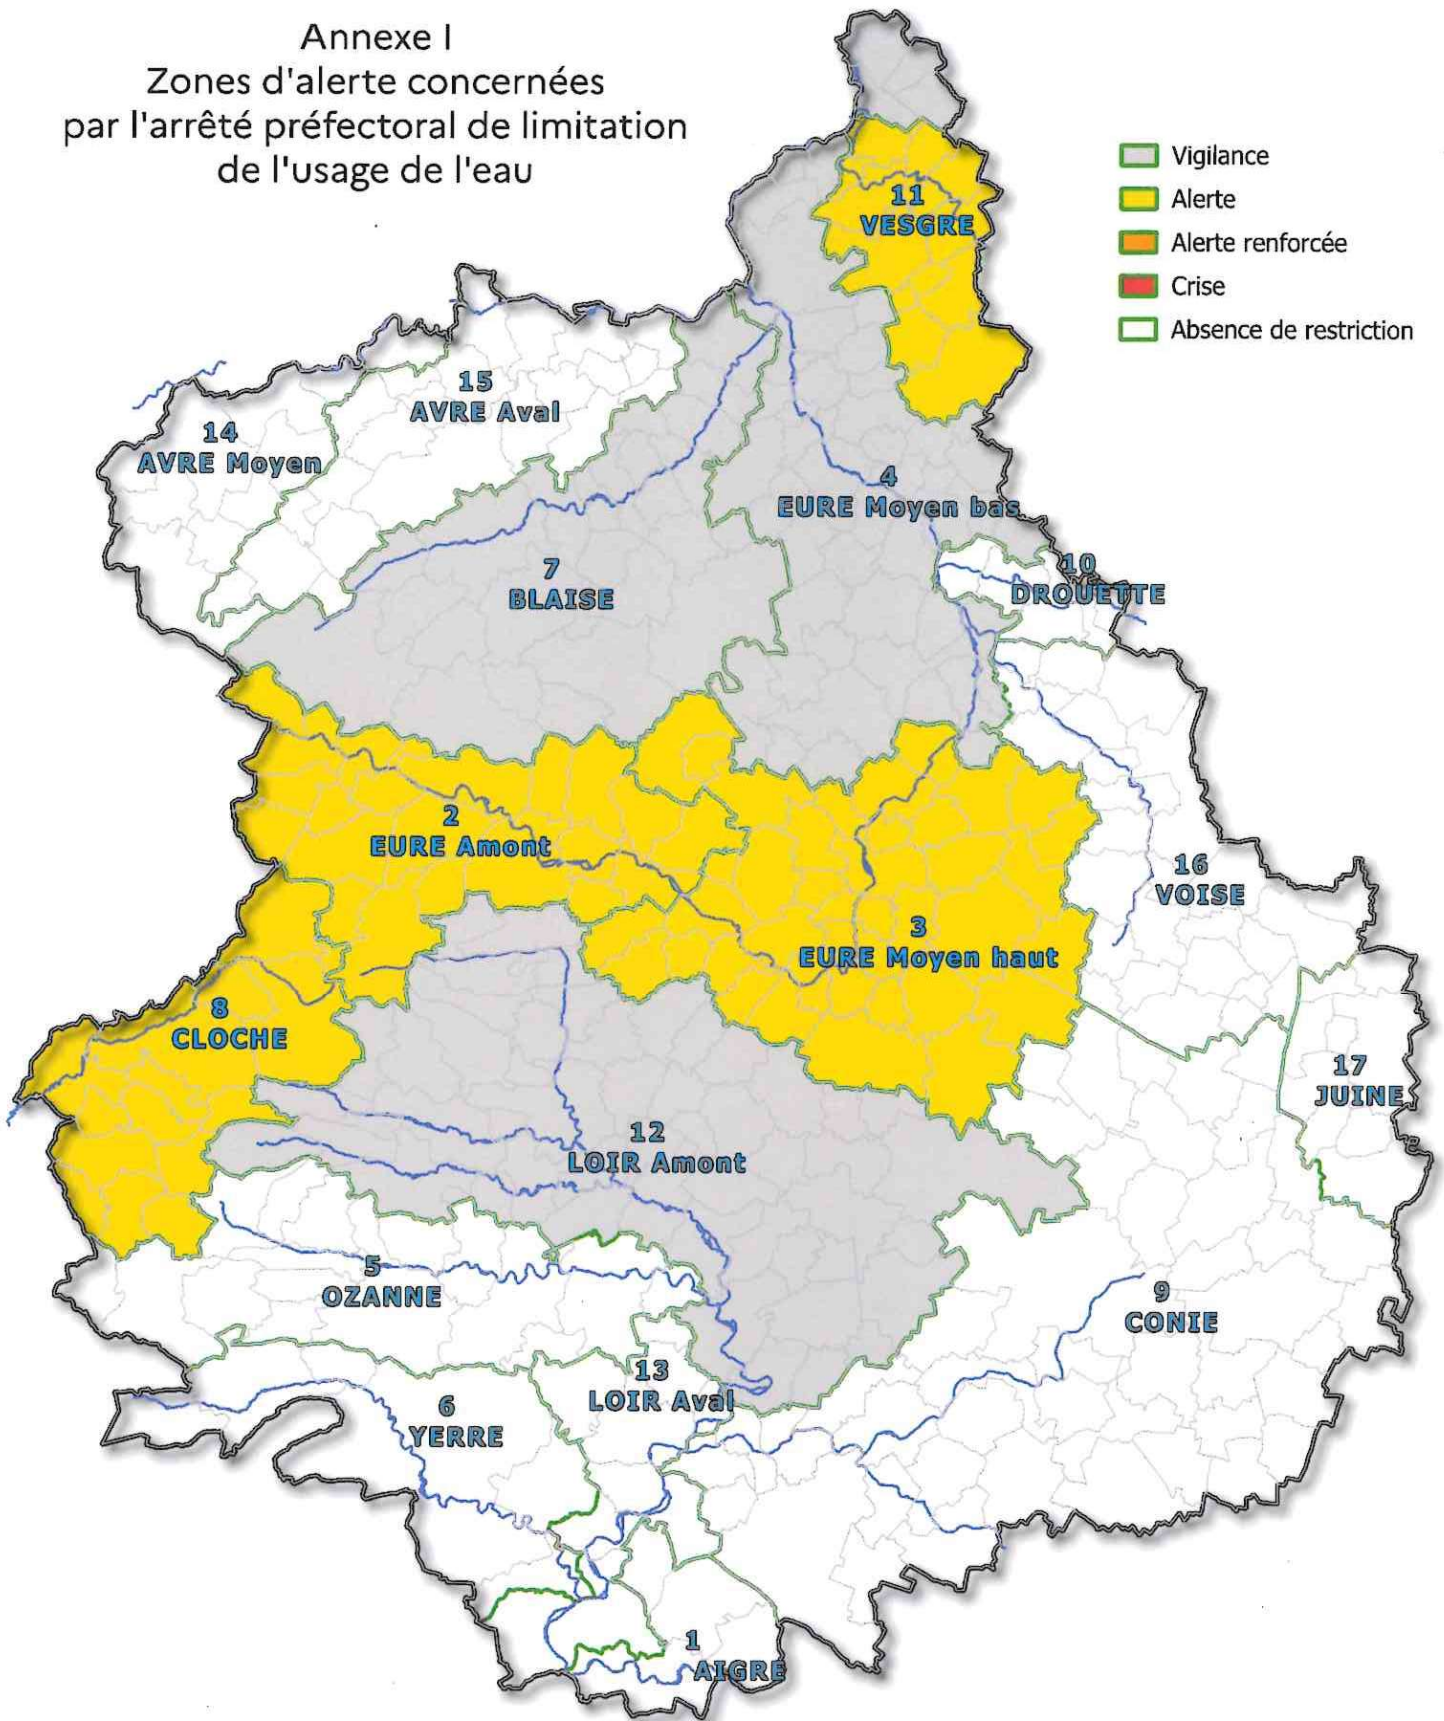 Annexe I
Zones d'alerte concernées
par l'arrêté préfectoral de limitation
de l'usage de l'eau
Vigilance
Alerte
Alerte renforcée
Crise
Absence de restriction
11
VESGRE
15
AVRE Aval
14
AVRE Moyen
4
EURE Moyen bas
7
BLAISE
10
DROUETTE
2
EURE Amont
16
VOISE
3
EURE Moyen haut
8
CLOCHE
17
JUINE
12
LOIR Amont
5
OZANNE
9
CONIE
13
LOIR Aval
6
YERRE
1
AIGRE